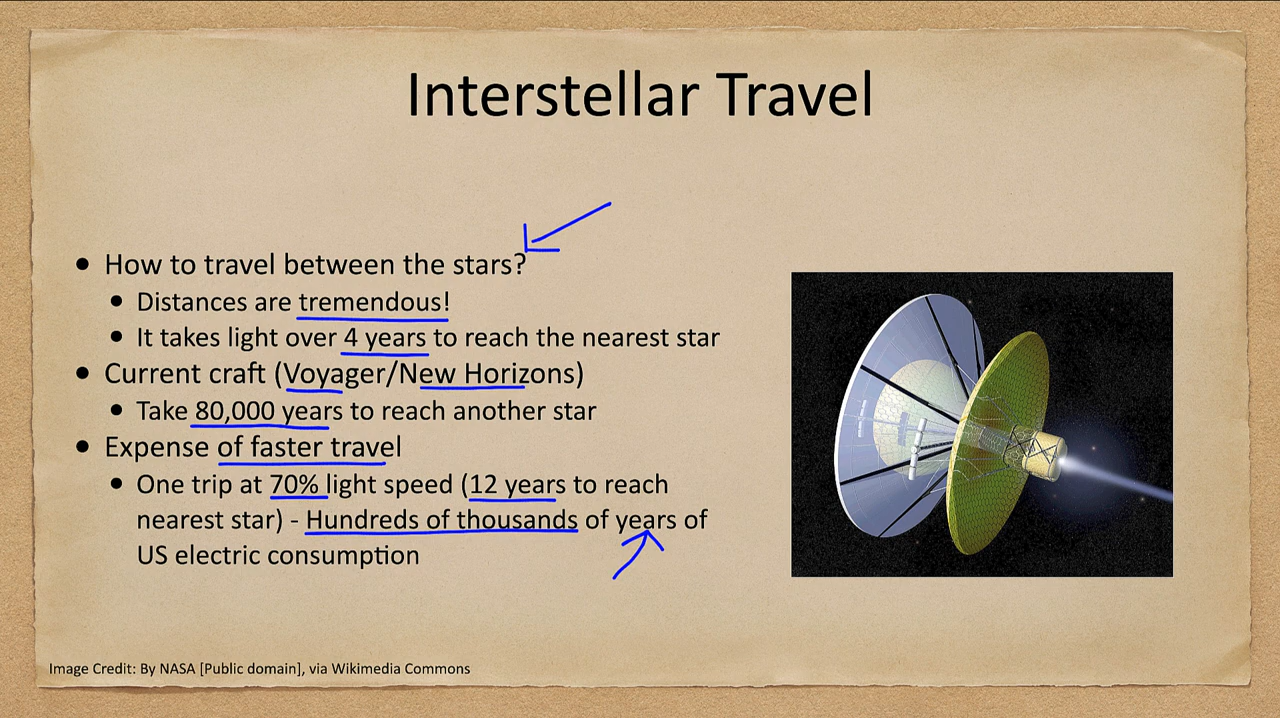 Interstellar Travel
• How to travel between the stars?
• Distances are tremendous!
• It takes light over 4 years to reach the nearest star
• Current craft (Voyager/New Horizons)
• Take 80,000 years to reach another star
• Expense of faster travel
• One trip at 70% light speed (12 years to reach
nearest star) - Hundreds of thousands of years of
US electric consumption
Image Credit: By NASA [Public domain], via Wikimedia Commons